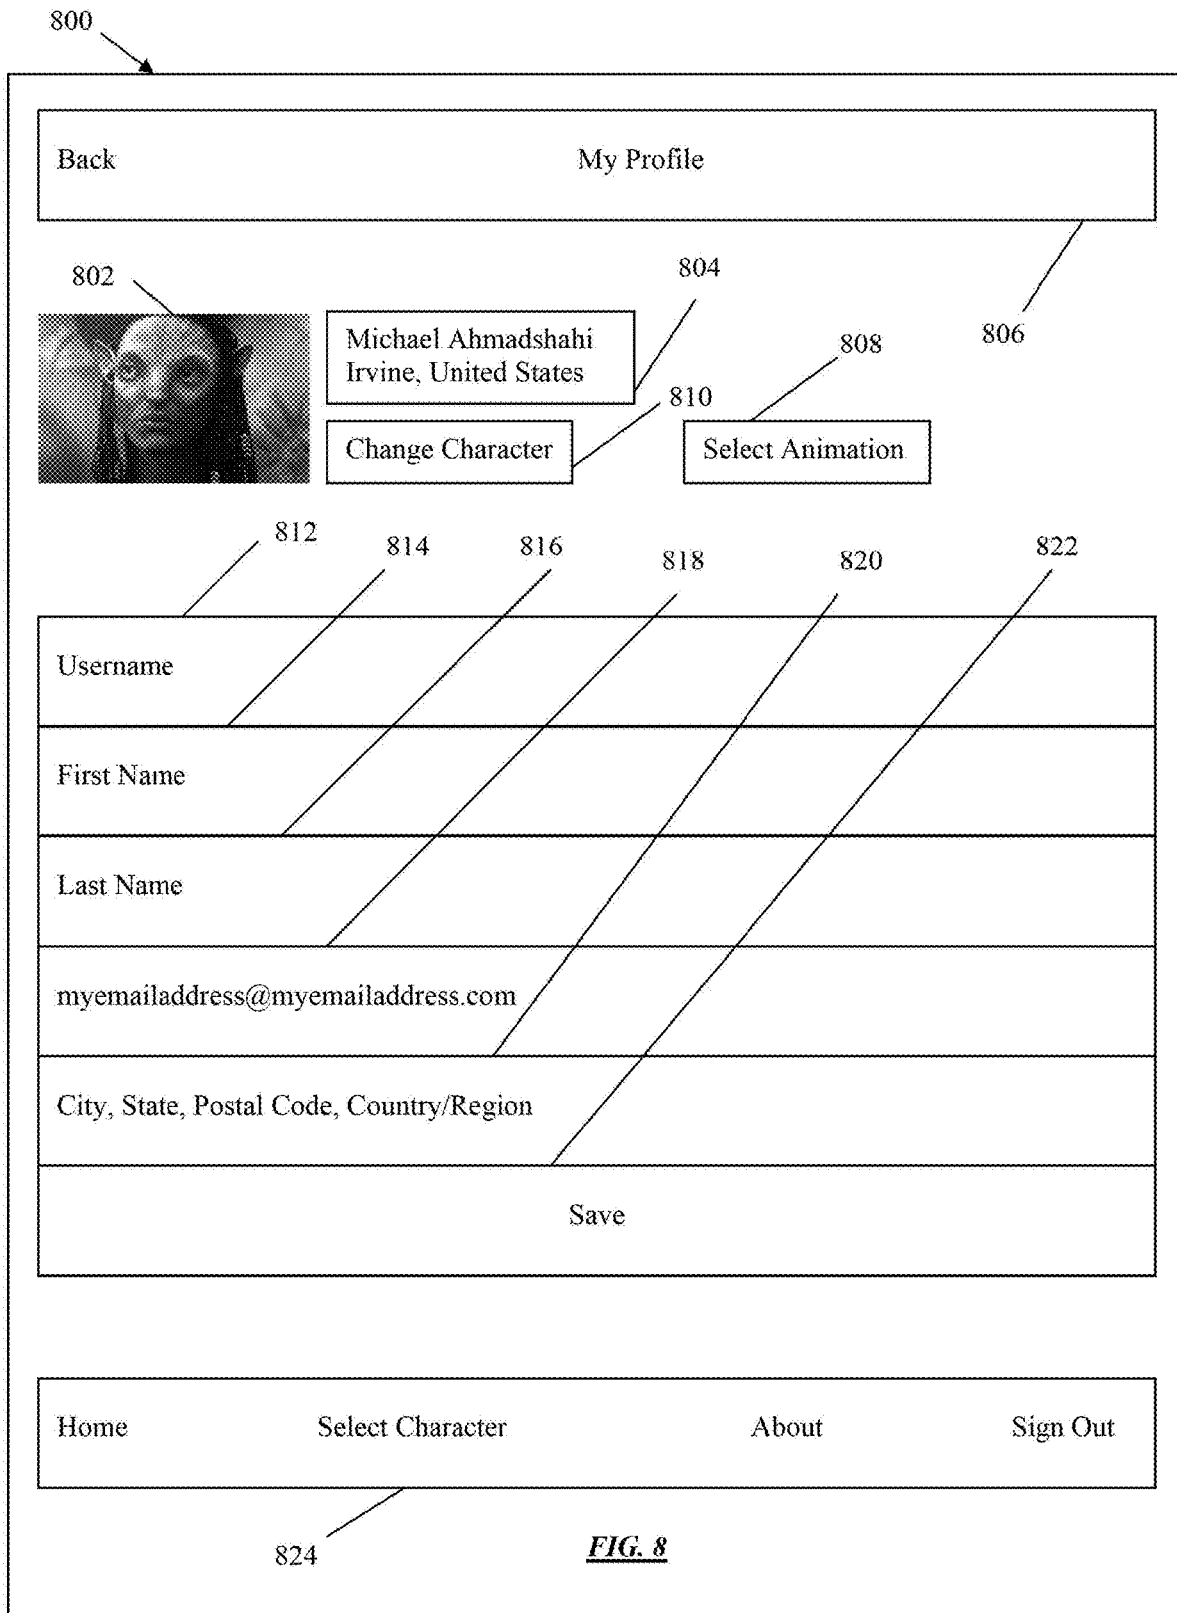 800
Back My Profile
802
804
806
Michael Ahmadshahi
Irvine, United States
808
810
Change Character
Select Animation
812
814
816
818
820
822
Username
First Name
Last Name
myemailaddress@myemailaddress.com
City, State, Postal Code, Country/Region
Save
Home Select Character About Sign Out
824
FIG. 8